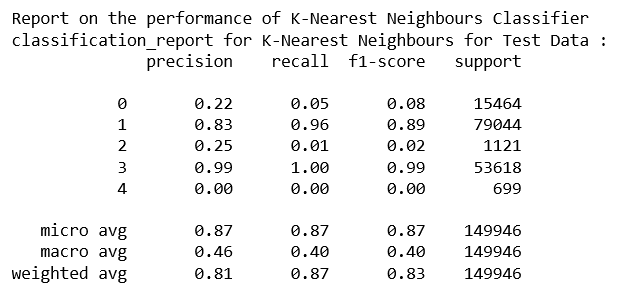 Report on the performance of K-Nearest Neighbours Classifier
classification_report for K-Nearest Neighbours for Test Data :
precision recall f1-score support
0 0.22 0.05 0.08 15464
1 0.83 0.96 0.89 79044
2 0.25 0.01 0.02 1121
3 0.99 1.00 0.99 53618
4 0.00 0.00 0.00 699
micro avg 0.87 0.87 0.87 149946
macro avg 0.46 0.40 0.40 149946
weighted avg 0.81 0.87 0.83 149946